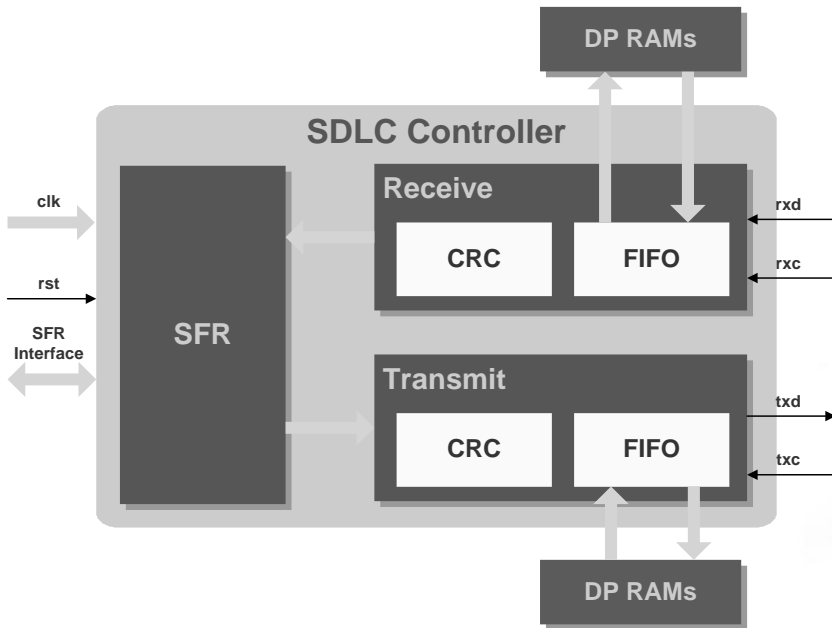 DP RAMs
SDLC Controller
clk
rst
SFR
Interface
SFR
Receive
CRC
FIFO
rxd
rxc
Transmit
CRC
FIFO
txd
txc
DP RAMs